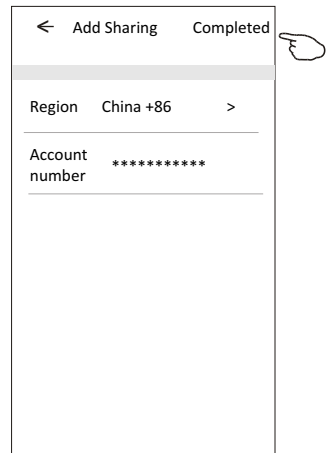 ← Add Sharing Completed
Region China +86 >
Account
number ***********